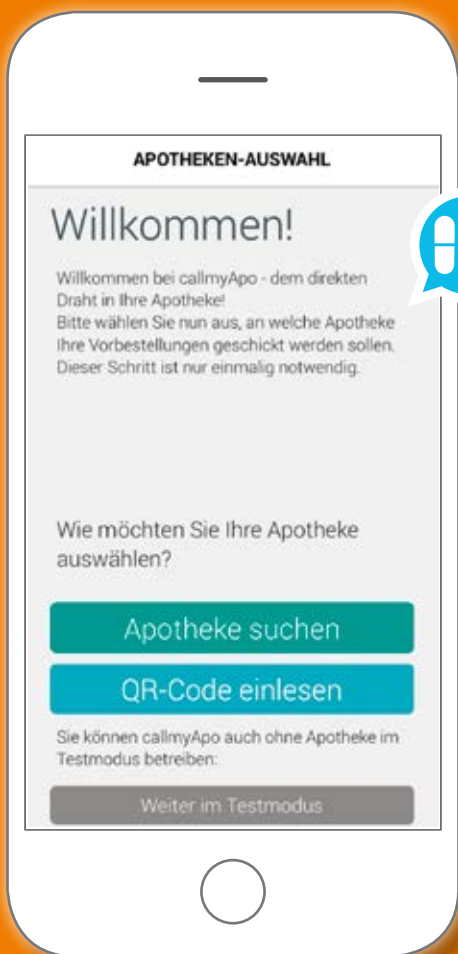 APOTHEKEN-AUSWAHL
Willkommen!
Willkommen bei callmyApo - dem direkten
Draht in Ihre Apotheke!
Bitte wählen Sie nun aus, an welche Apotheke
Ihre Vorbestellungen geschickt werden sollen.
Dieser Schritt ist nur einmalig notwendig.
Wie möchten Sie Ihre Apotheke
auswählen?
Apotheke suchen
QR-Code einlesen
Sie können callmyApo auch ohne Apotheke im
Testmodus betreiben:
Weiter im Testmodus